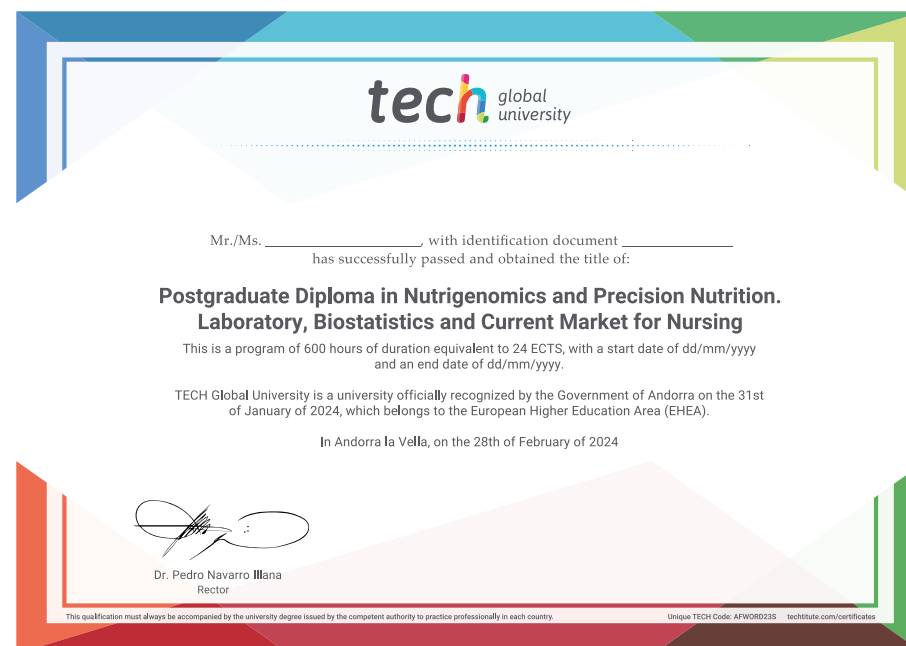 tech global
university
Mr./Ms. ____________________, with identification document ______________
has successfully passed and obtained the title of:
Postgraduate Diploma in Nutrigenomics and Precision Nutrition.
Laboratory, Biostatistics and Current Market for Nursing
This is a program of 600 hours of duration equivalent to 24 ECTS, with a start date of dd/mm/yyyy
and an end date of dd/mm/yyyy.
TECH Global University is a university officially recognized by the Government of Andorra on the 31st
of January of 2024, which belongs to the European Higher Education Area (EHEA).
In Andorra la Vella, on the 28th of February of 2024
Dr. Pedro Navarro Illana
Rector
This qualification must always be accompanied by the university degree issued by the competent authority to practice professionally in each country.
Unique TECH Code: AFWORD23S techtitute.com/certificates